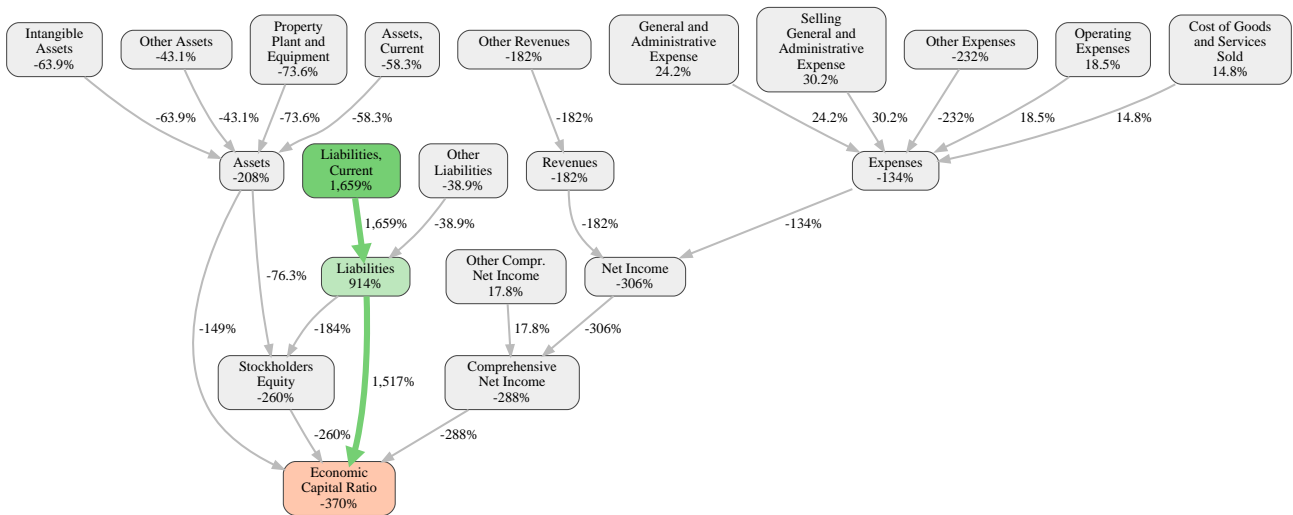 Intangible
Assets
-63.9%
Other Assets
-43.1%
Property
Plant and
Equipment
-73.6%
Assets,
Current
-58.3%
Other Revenues
-182%
General and
Administrative
Expense
24.2%
Selling
General and
Administrative
Expense
30.2%
Other Expenses
-232%
Operating
Expenses
18.5%
Cost of Goods
and Services
Sold
14.8%
-63.9%
-43.1%
-73.6%
-58.3%
-182%
24.2%
30.2%
-232%
18.5%
14.8%
Assets
-208%
Liabilities,
Current
1,659%
Other
Liabilities
-38.9%
Revenues
-182%
Expenses
-134%
1,659%
-38.9%
-182%
-134%
Liabilities
914%
Other Compr.
Net Income
17.8%
Net Income
-306%
-76.3%
-149%
-184%
17.8%
-306%
Stockholders
Equity
-260%
1,517%
Comprehensive
Net Income
-288%
-260%
-288%
Economic
Capital Ratio
-370%